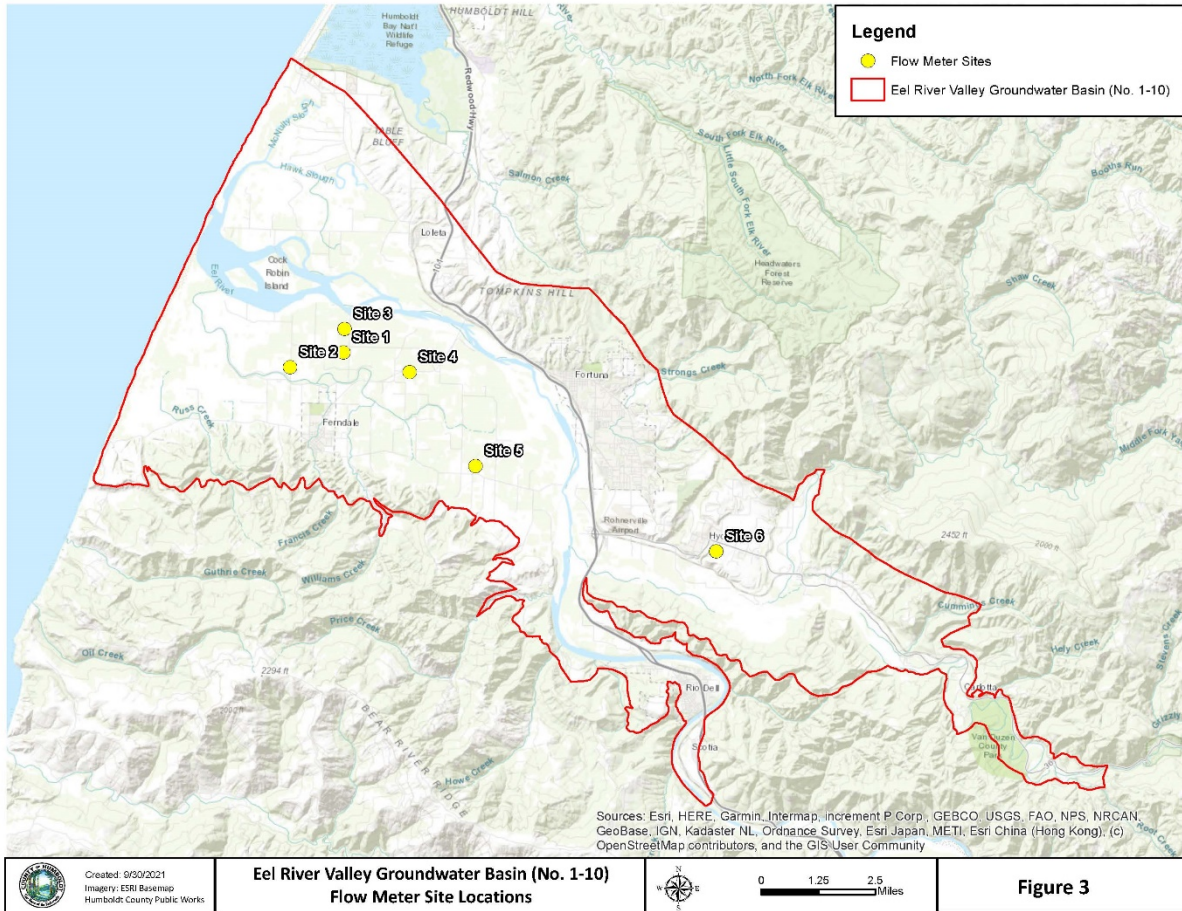 Humboldt
Bay Nat'l
Wildlife
Refuge
HUMBOLDT HILL
River
Redwood Hwy
North Fork Elk River
South Fork Elk River
Little South Fork Elk River
Booths Run
McNulty Slough
TABLE
BLUFF
Hawk Slough
Salmon Creek
Loleta
101
Headwaters
Forest
Reserve
Shaw Creek
Cock
Robin
Island
Eel River
TOMPKINS HILL
Site 3
Site 1
Site 2
Site 4
Fortuna
Strongs Creek
Russ Creek
Ferndale
Middle Fork
Site 5
Rohnerville
Airport
Site 6
2452 ft
Francis Creek
Guthrie Creek
Williams Creek
Price Creek
Oil Creek
2294 ft
Cummings Creek
Hely Creek
Stevens Creek
Grizzly
Carlotta
Rio Dell
Scotia
Van Duzen
County
Park
BEAR RIVER RIDGE
Howe Creek
Root Creek
Legend
Flow Meter Sites
Eel River Valley Groundwater Basin (No. 1-10)
Sources: Esri, HERE, Garmin, Intermap, increment P Corp., GEBCO, USGS, FAO, NPS, NRCAN,
GeoBase, IGN, Kadaster NL, Ordnance Survey, Esri Japan, METI, Esri China (Hong Kong), (c)
OpenStreetMap contributors, and the GIS User Community
Created: 9/30/2021
Imagery: ESRI Basemap
Humboldt County Public Works
Eel River Valley Groundwater Basin (No. 1-10)
Flow Meter Site Locations
N
0 1.25 2.5
Miles
Figure 3